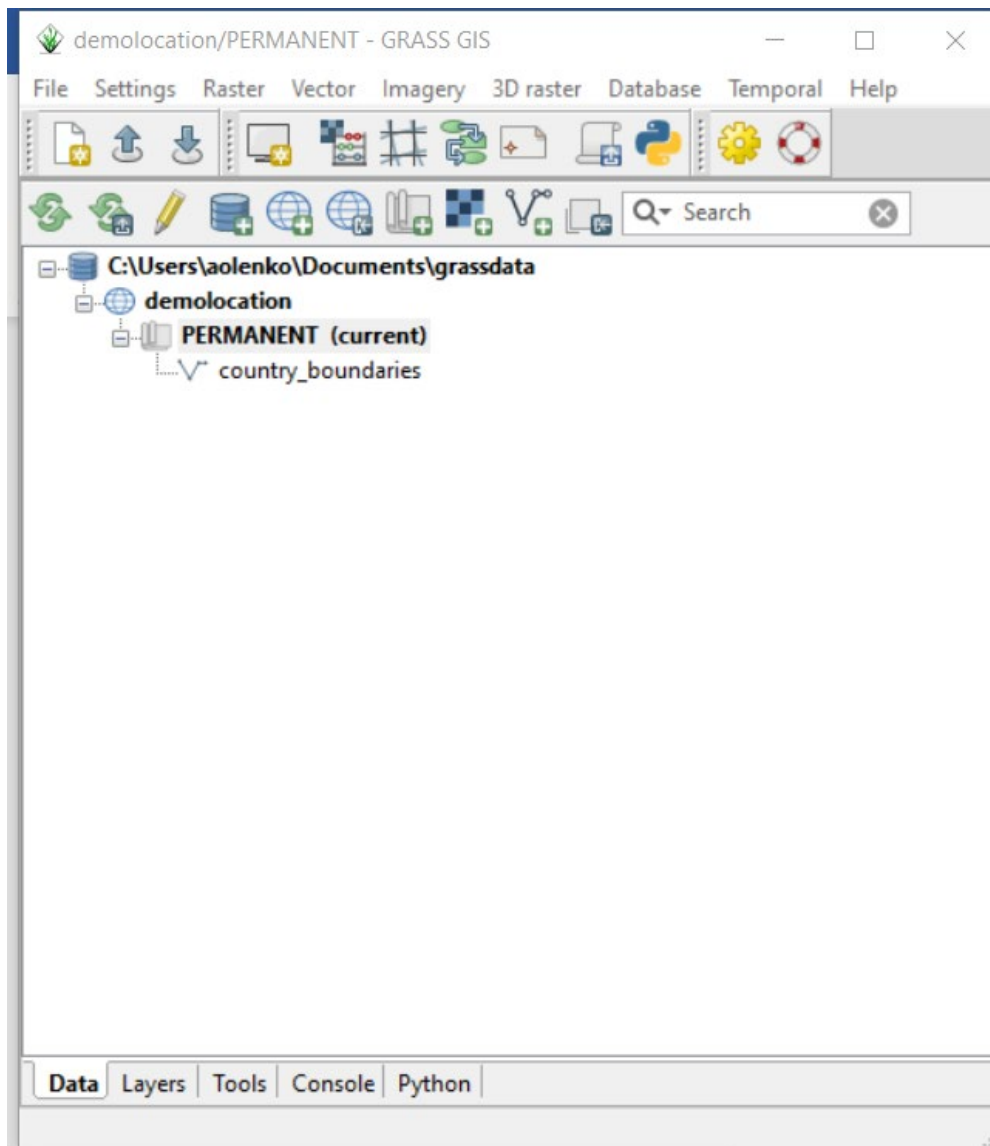 demolocation/PERMANENT - GRASS GIS
File Settings Raster Vector Imagery 3D raster Database Temporal Help
Search
C:\Users\aolenko\Documents\grassdata
demolocation
PERMANENT (current)
country_boundaries
Data Layers Tools Console Python